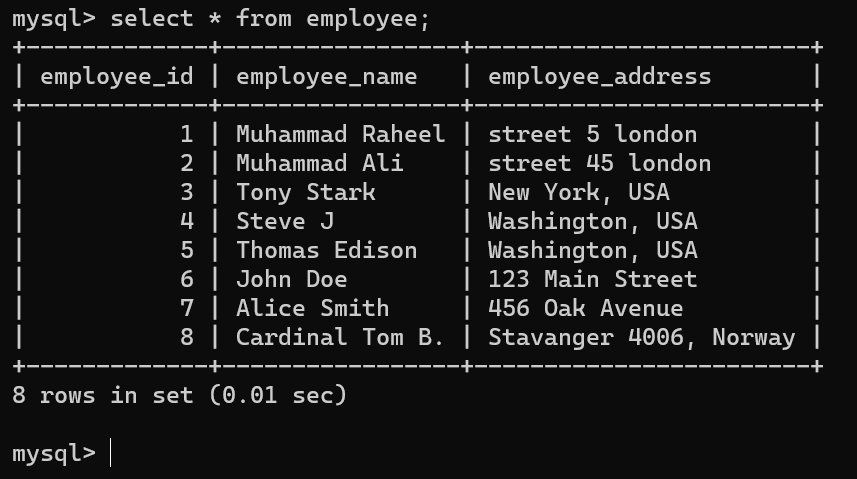 mysql> select * from employee;
+-------------+-----------------+------------------------+
| employee_id | employee_name   | employee_address       |
+-------------+-----------------+------------------------+
|           1 | Muhammad Raheel | street 5 london        |
|           2 | Muhammad Ali    | street 45 london       |
|           3 | Tony Stark      | New York, USA          |
|           4 | Steve J         | Washington, USA        |
|           5 | Thomas Edison   | Washington, USA        |
|           6 | John Doe        | 123 Main Street        |
|           7 | Alice Smith     | 456 Oak Avenue         |
|           8 | Cardinal Tom B. | Stavanger 4006, Norway |
+-------------+-----------------+------------------------+
8 rows in set (0.01 sec)
mysql>